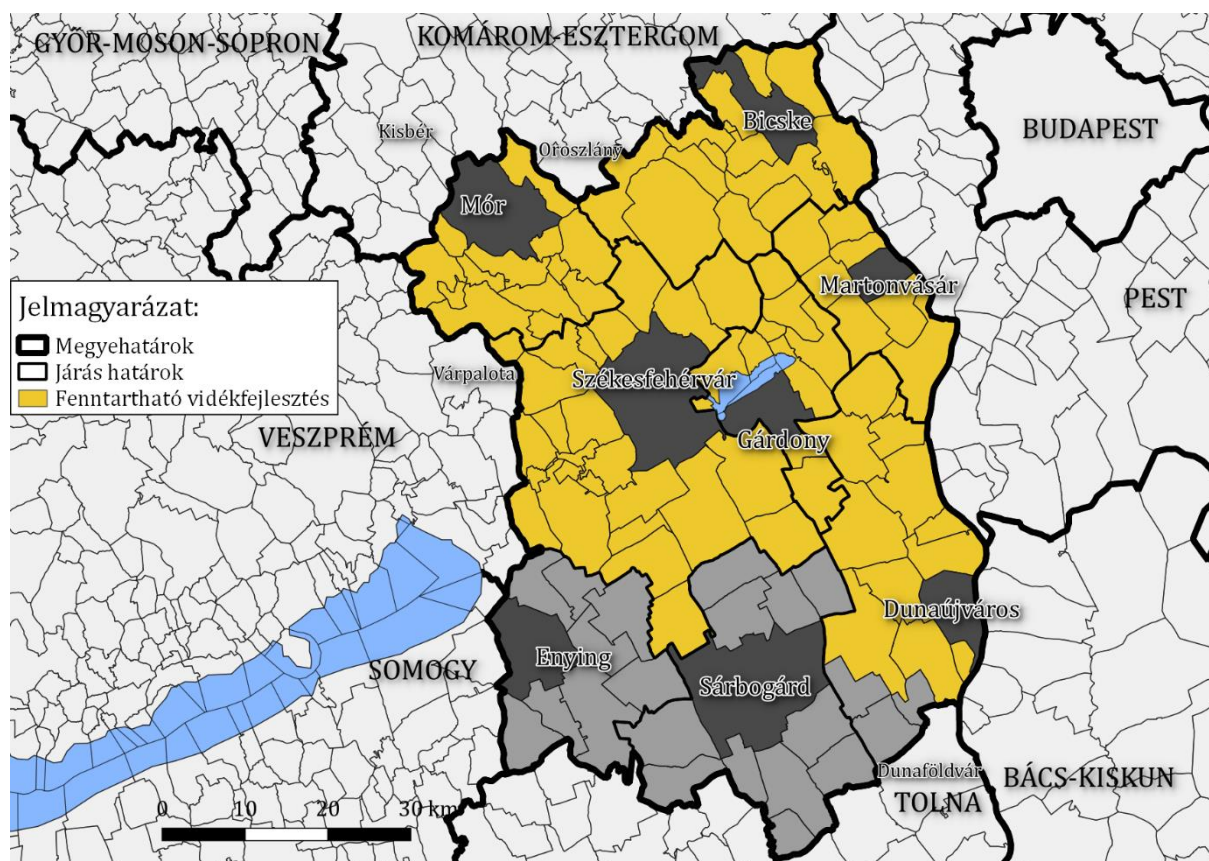 GYŐR-MOSON-SOPRON
KOMÁROM-ESZTERGOM
Kisbér
Oroszlány
Bicske
BUDAPEST
Mór
Martonvásár
PEST
Jelmagyarázat:
Megyehatárok
Járás határok
Fenntartható vidékfejlesztés
Várpalota
Székesfehérvár
VESZPRÉM
Gárdony
Dunaújváros
Enying
SOMOGY
Sárbogárd
Dunaföldvár
TOLNA
BÁCS-KISKUN
0 10 20 30 km